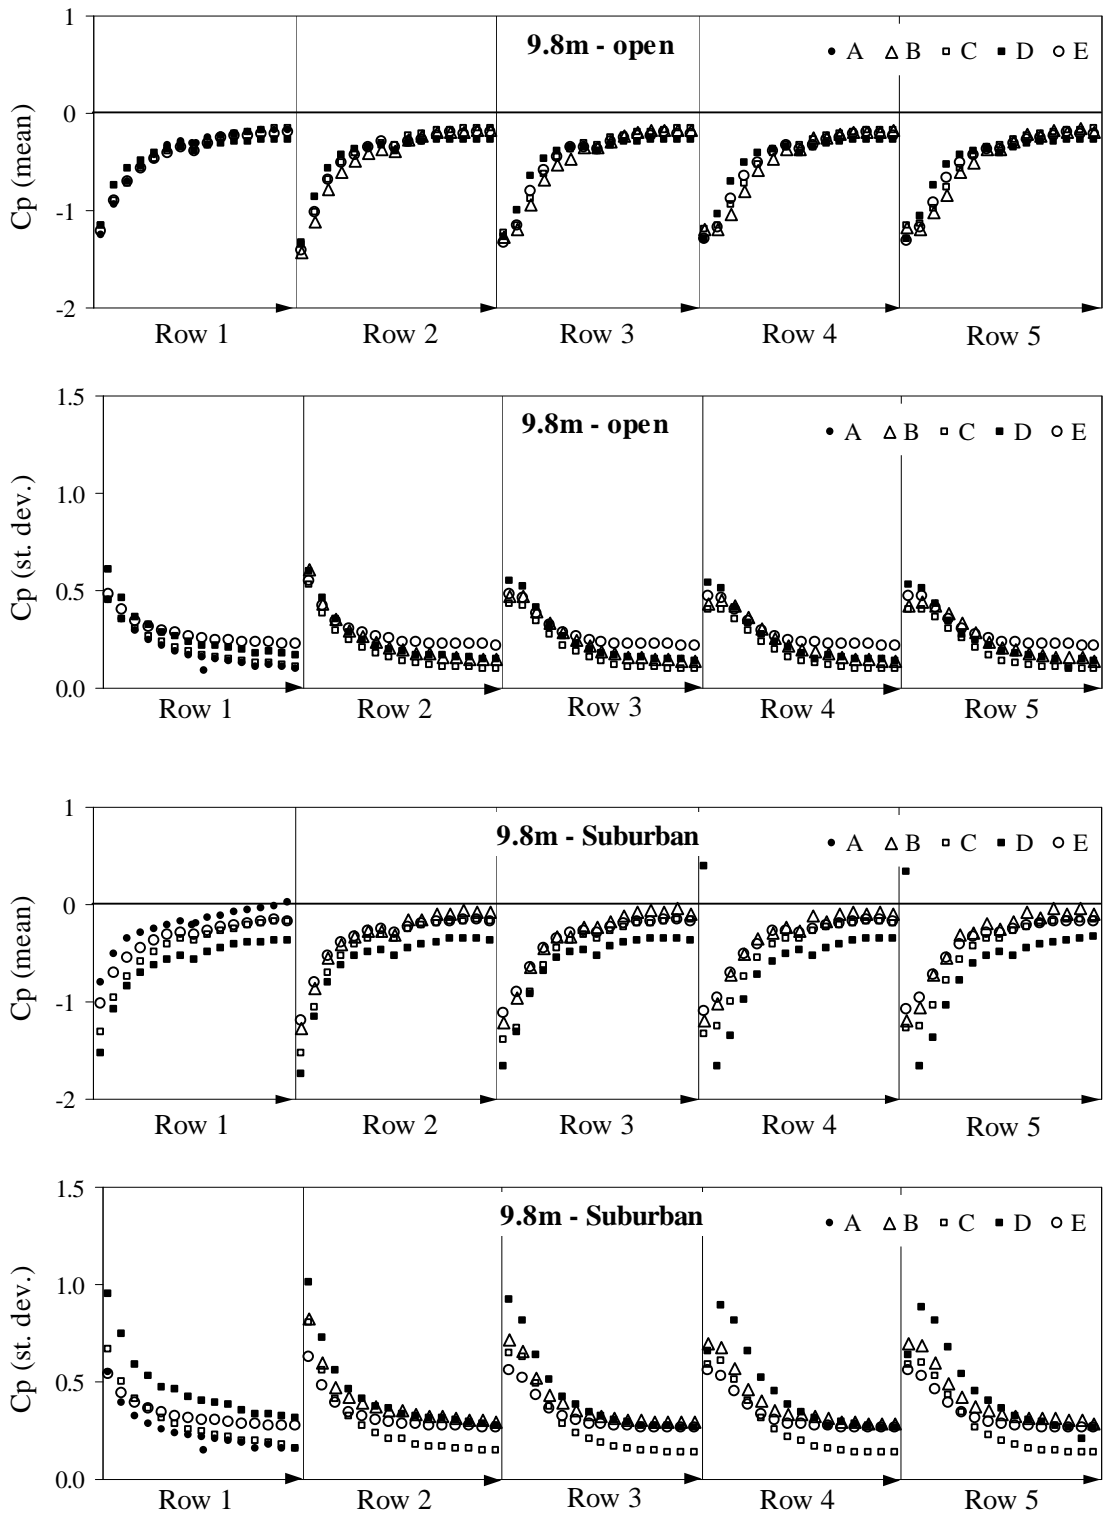 1
9.8m - open
A B C D E
0
Cp (mean)
-1
-2
Row 1 Row 2 Row 3 Row 4 Row 5
1.5
9.8m - open
A B C D E
1.0
Cp (st. dev.)
0.5
0.0
Row 1 Row 2 Row 3 Row 4 Row 5
1
9.8m - Suburban
A B C D E
0
Cp (mean)
-1
-2
Row 1 Row 2 Row 3 Row 4 Row 5
1.5
9.8m - Suburban
A B C D E
1.0
Cp (st. dev.)
0.5
0.0
Row 1 Row 2 Row 3 Row 4 Row 5